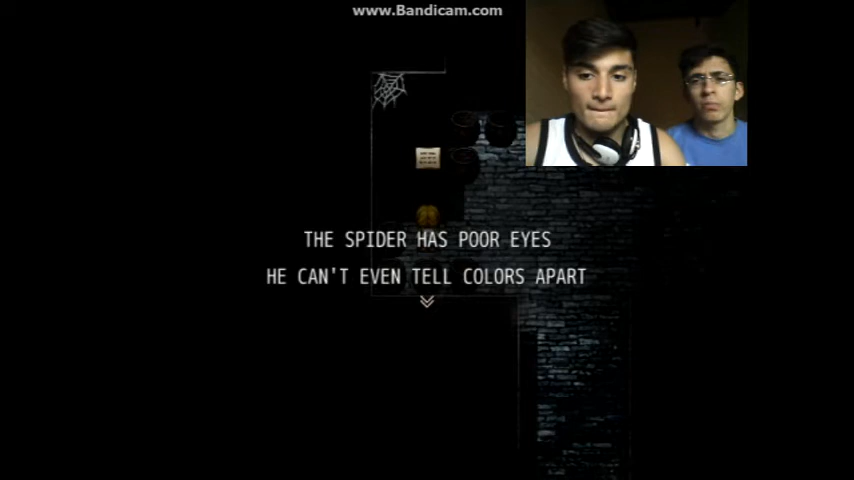 www.Bandicam.com
THE SPIDER HAS POOR EYES
HE CAN'T EVEN TELL COLORS APART